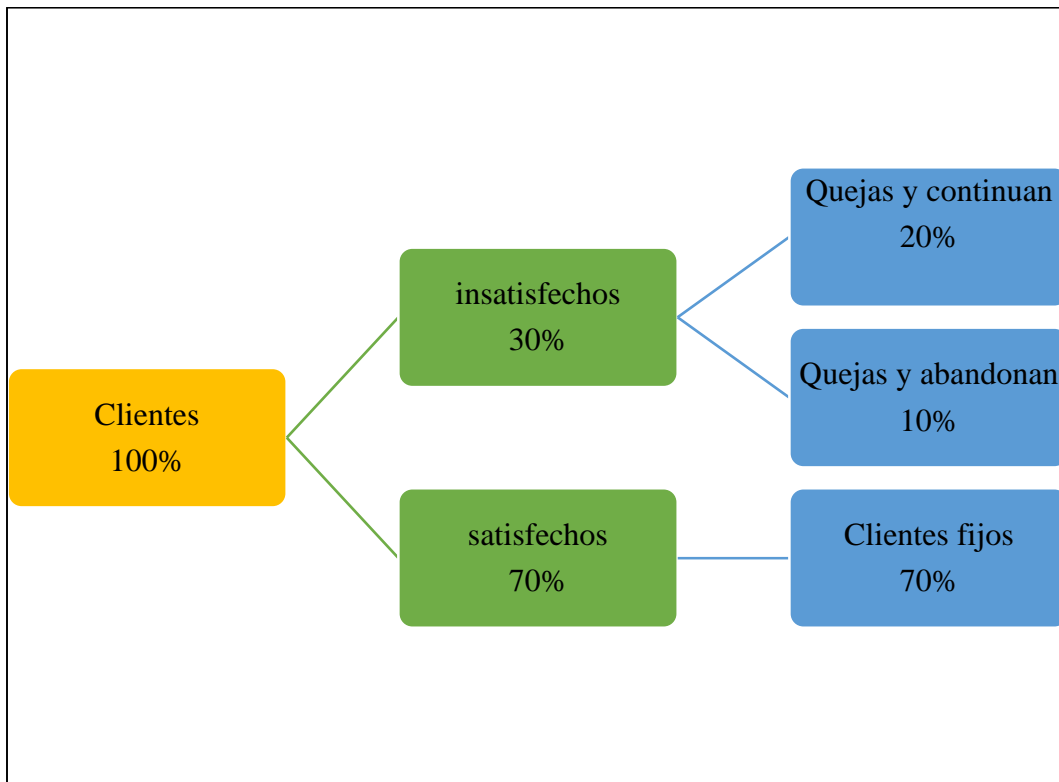 Clientes
100%
insatisfechos
30%
satisfechos
70%
Quejas y continuan
20%
Quejas y abandonan
10%
Clientes fijos
70%